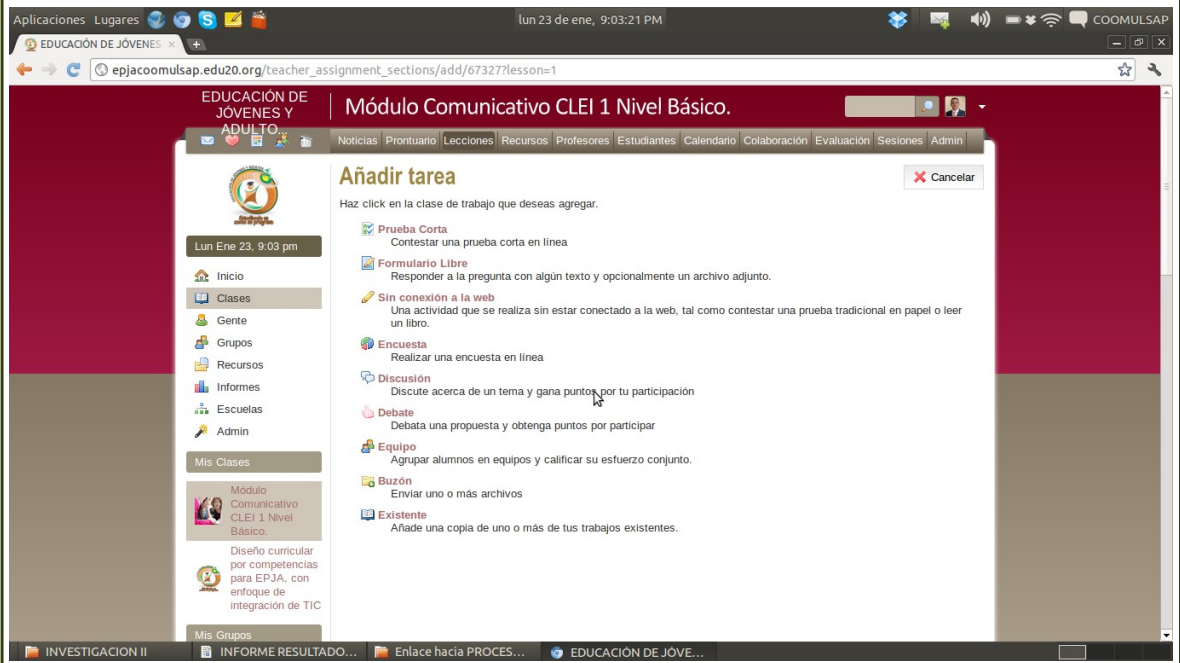 Aplicaciones Lugares
lun 23 de ene, 9:03:21 PM
COOMULSAP
EDUCACIÓN DE JÓVENES
epjacoomulsap.edu20.org/teacher_assignment_sections/add/67327?lesson=1
EDUCACIÓN DE
JÓVENES Y
ADULTO...
Módulo Comunicativo CLEI 1 Nivel Básico.
Noticias Prontuario Lecciones Recursos Profesores Estudiantes Calendario Colaboración Evaluación Sesiones Admin
Lun Ene 23, 9:03 pm
Inicio
Clases
Gente
Grupos
Recursos
Informes
Escuelas
Admin
Mis Clases
Módulo
Comunicativo
CLEI 1 Nivel
Básico.
Diseño curricular
por competencias
para EPJA, con
enfoque de
integración de TIC
Mis Grupos
Añadir tarea
Cancelar
Haz click en la clase de trabajo que deseas agregar.
Prueba Corta
Contestar una prueba corta en línea
Formulario Libre
Responder a la pregunta con algún texto y opcionalmente un archivo adjunto.
Sin conexión a la web
Una actividad que se realiza sin estar conectado a la web, tal como contestar una prueba tradicional en papel o leer
un libro.
Encuesta
Realizar una encuesta en línea
Discusión
Discute acerca de un tema y gana puntos por tu participación
Debate
Debata una propuesta y obtenga puntos por participar
Equipo
Agrupar alumnos en equipos y calificar su esfuerzo conjunto.
Buzón
Enviar uno o más archivos
Existente
Añade una copia de uno o más de tus trabajos existentes.
INVESTIGACION II
INFORME RESULTADO...
Enlace hacia PROCES...
EDUCACIÓN DE JÓVE...